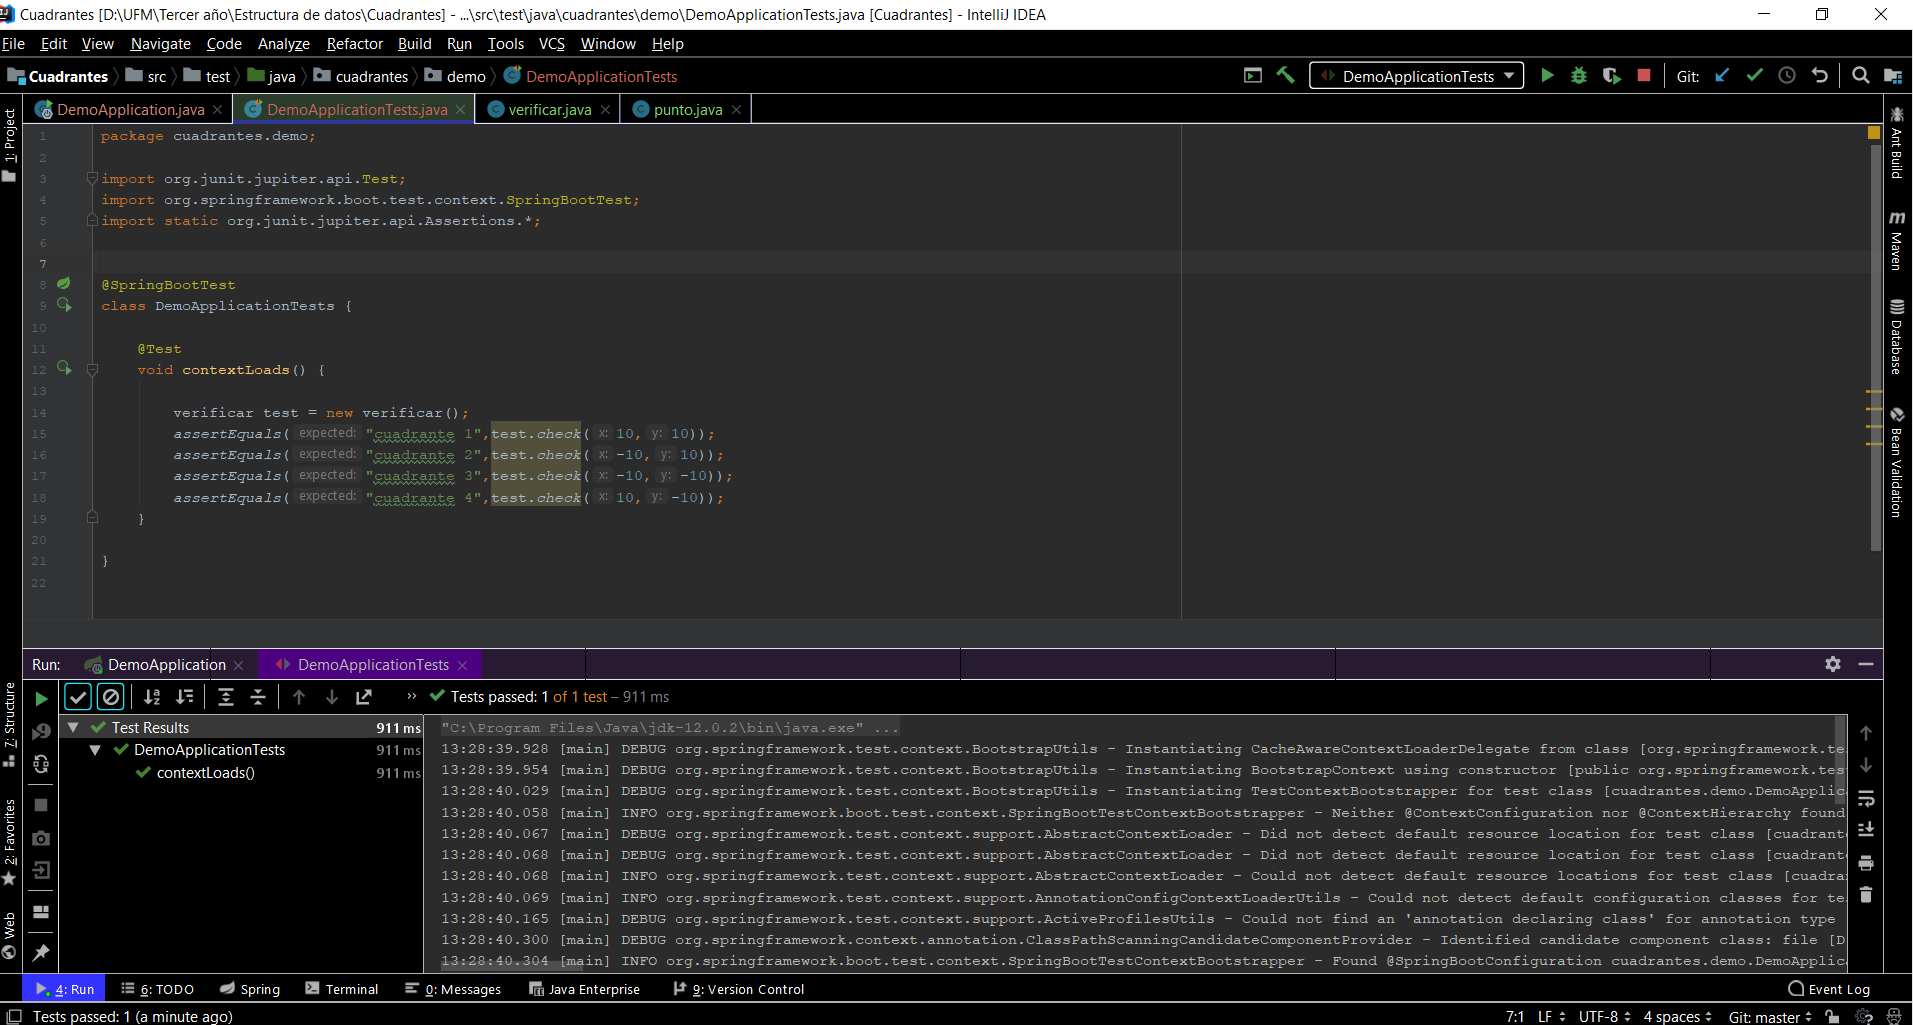 Cuadrantes [D:\UFM\Tercer año\Estructura de datos\Cuadrantes] - ...\src\test\java\cuadrantes\demo\DemoApplicationTests.java [Cuadrantes] - IntelliJ IDEA
File Edit View Navigate Code Analyze Refactor Build Run Tools VCS Window Help
Cuadrantes src test java cuadrantes demo DemoApplicationTests DemoApplicationTests Git:
DemoApplication.java DemoApplicationTests.java verificar.java punto.java
1: Project
7: Structure
2: Favorites
Web
1 package cuadrantes.demo;
2
3 import org.junit.jupiter.api.Test;
4 import org.springframework.boot.test.context.SpringBootTest;
5 import static org.junit.jupiter.api.Assertions.*;
6
7
8 @SpringBootTest
9 class DemoApplicationTests {
10
11 @Test
12 void contextLoads() {
13
14 verificar test = new verificar();
15 assertEquals( expected: "cuadrante 1",test.check( x: 10, y: 10));
16 assertEquals( expected: "cuadrante 2",test.check( x: -10, y: 10));
17 assertEquals( expected: "cuadrante 3",test.check( x: -10, y: -10));
18 assertEquals( expected: "cuadrante 4",test.check( x: 10, y: -10));
19 }
20
21 }
22
Ant Build
Maven
Database
Bean Validation
Run: DemoApplication DemoApplicationTests
Tests passed: 1 of 1 test – 911 ms
Test Results 911 ms
DemoApplicationTests 911 ms
contextLoads() 911 ms
"C:\Program Files\Java\jdk-12.0.2\bin\java.exe" ...
13:28:39.928 [main] DEBUG org.springframework.test.context.BootstrapUtils - Instantiating CacheAwareContextLoaderDelegate from class [org.springframework.te
13:28:39.954 [main] DEBUG org.springframework.test.context.BootstrapUtils - Instantiating BootstrapContext using constructor [public org.springframework.tes
13:28:40.029 [main] DEBUG org.springframework.test.context.BootstrapUtils - Instantiating TestContextBootstrapper for test class [cuadrantes.demo.DemoApplic
13:28:40.058 [main] INFO org.springframework.boot.test.context.SpringBootTestContextBootstrapper - Neither @ContextConfiguration nor @ContextHierarchy found
13:28:40.067 [main] DEBUG org.springframework.test.context.support.AbstractContextLoader - Did not detect default resource location for test class [cuadrant
13:28:40.068 [main] DEBUG org.springframework.test.context.support.AbstractContextLoader - Did not detect default resource location for test class [cuadrant
13:28:40.068 [main] INFO org.springframework.test.context.support.AbstractContextLoader - Could not detect default resource locations for test class [cuadra
13:28:40.069 [main] INFO org.springframework.test.context.support.AnnotationConfigContextLoaderUtils - Could not detect default configuration classes for te
13:28:40.165 [main] DEBUG org.springframework.test.context.support.ActiveProfilesUtils - Could not find an 'annotation declaring class' for annotation type
13:28:40.300 [main] DEBUG org.springframework.context.annotation.ClassPathScanningCandidateComponentProvider - Identified candidate component class: file [D
13:28:40.304 [main] INFO org.springframework.boot.test.context.SpringBootTestContextBootstrapper - Found @SpringBootConfiguration cuadrantes.demo.DemoApplic
4: Run 6: TODO Spring Terminal 0: Messages Java Enterprise 9: Version Control Event Log
Tests passed: 1 (a minute ago) 7:1 LF UTF-8 4 spaces Git: master